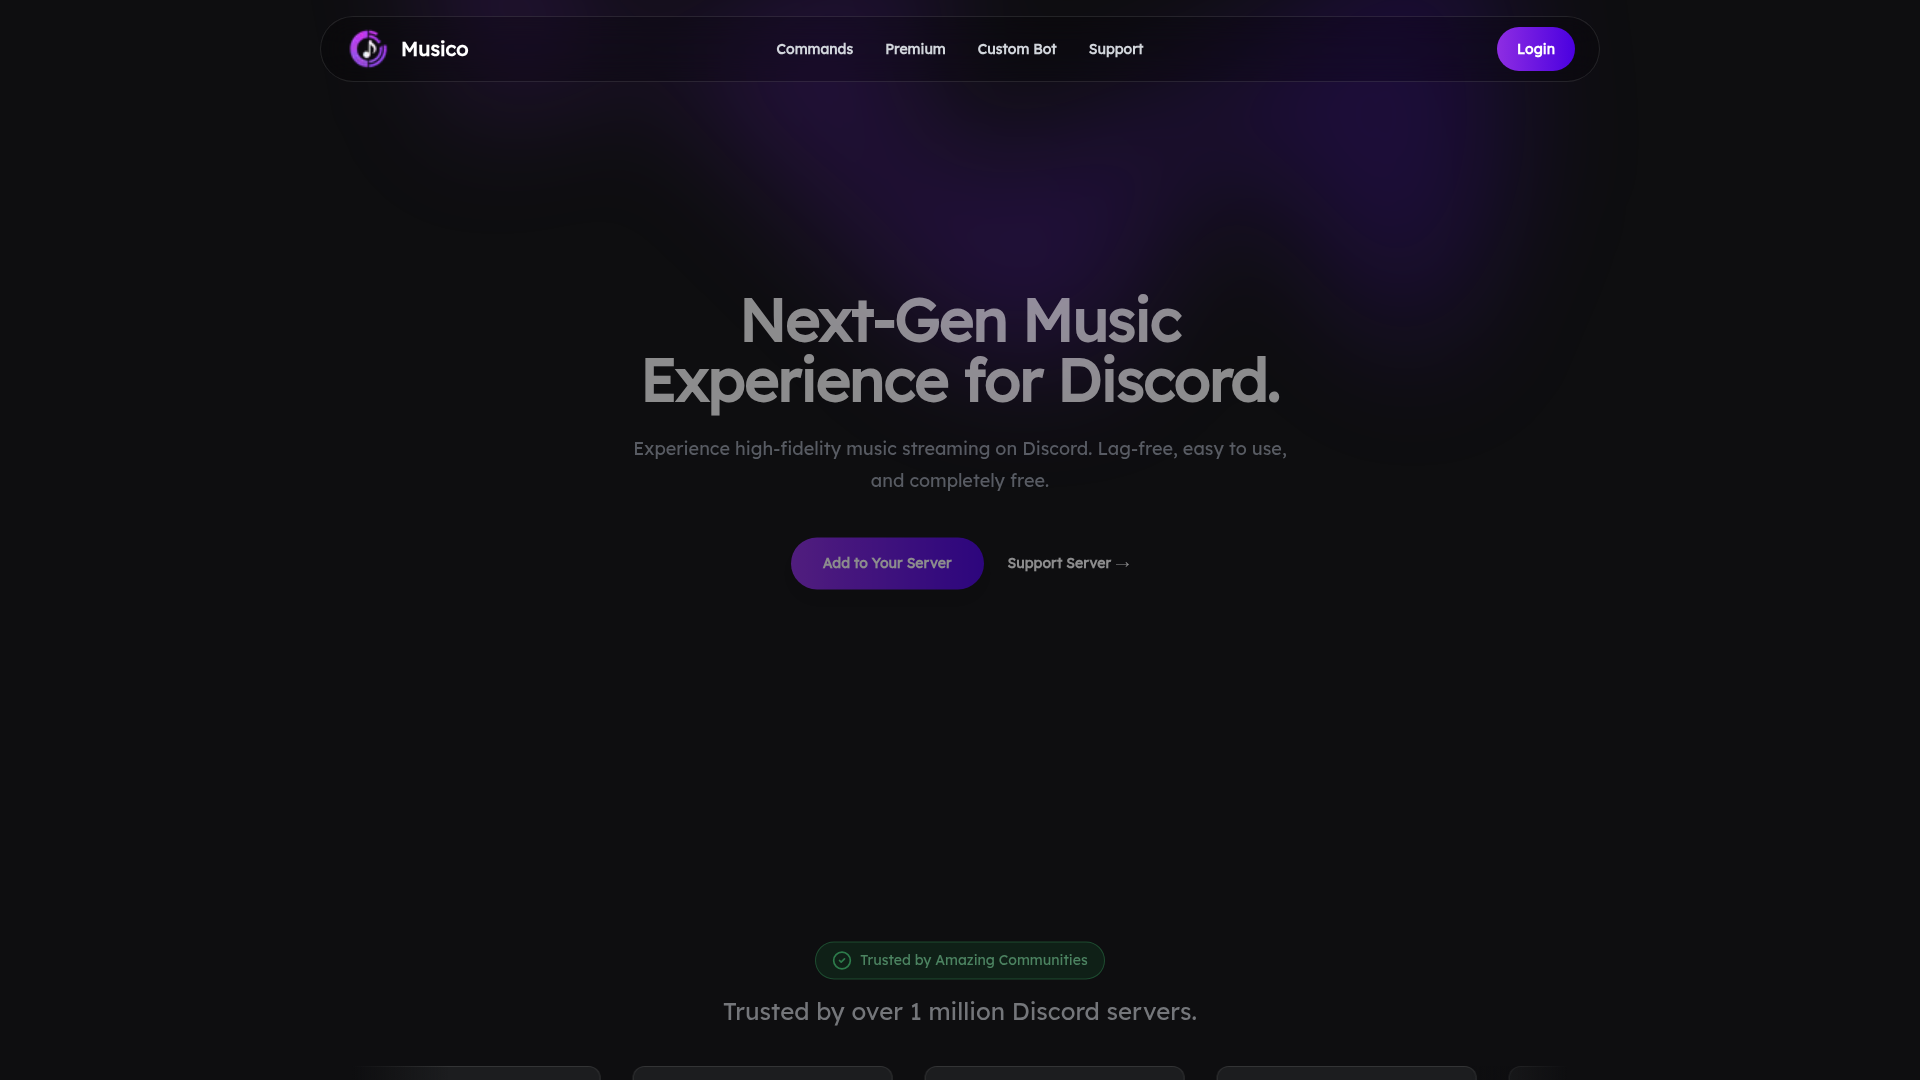 Musico
Commands
Premium
Custom Bot
Support
Login
Next-Gen Music
Experience for Discord.
Experience high-fidelity music streaming on Discord. Lag-free, easy to use,
and completely free.
Add to Your Server
Support Server →
Trusted by Amazing Communities
Trusted by over 1 million Discord servers.